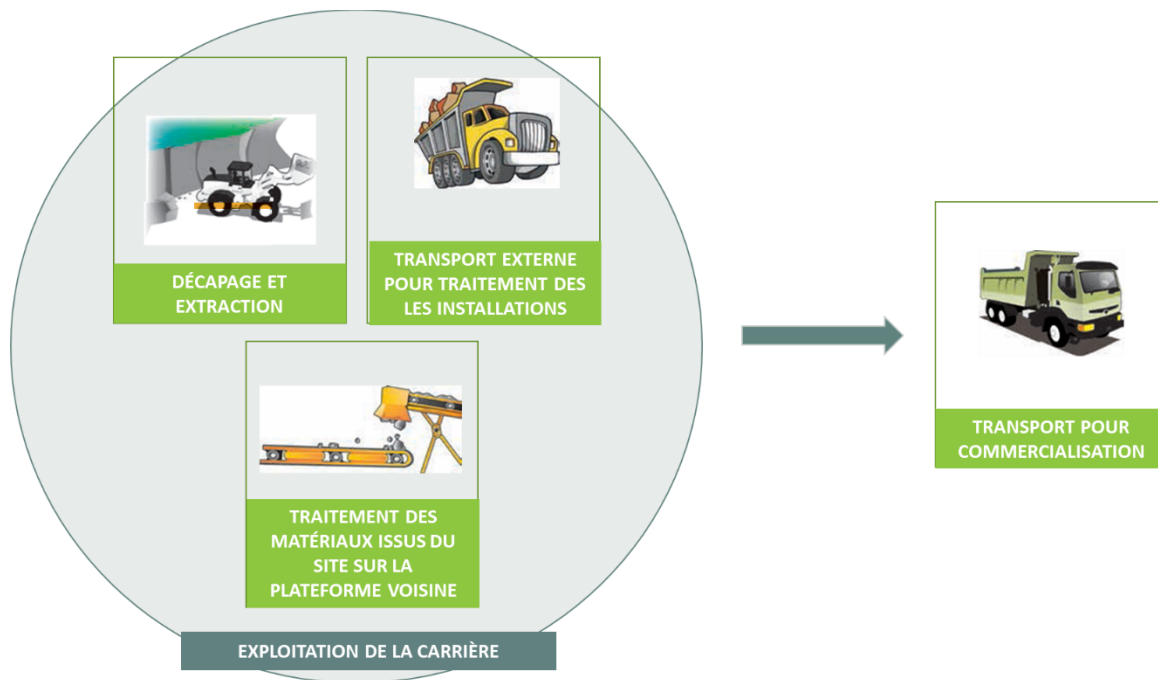 DÉCAPAGE ET
EXTRACTION
TRANSPORT EXTERNE
POUR TRAITEMENT DES
LES INSTALLATIONS
TRAITEMENT DES
MATÉRIAUX ISSUS DU
SITE SUR LA
PLATEFORME VOISINE
EXPLOITATION DE LA CARRIÈRE
TRANSPORT POUR
COMMERCIALISATION